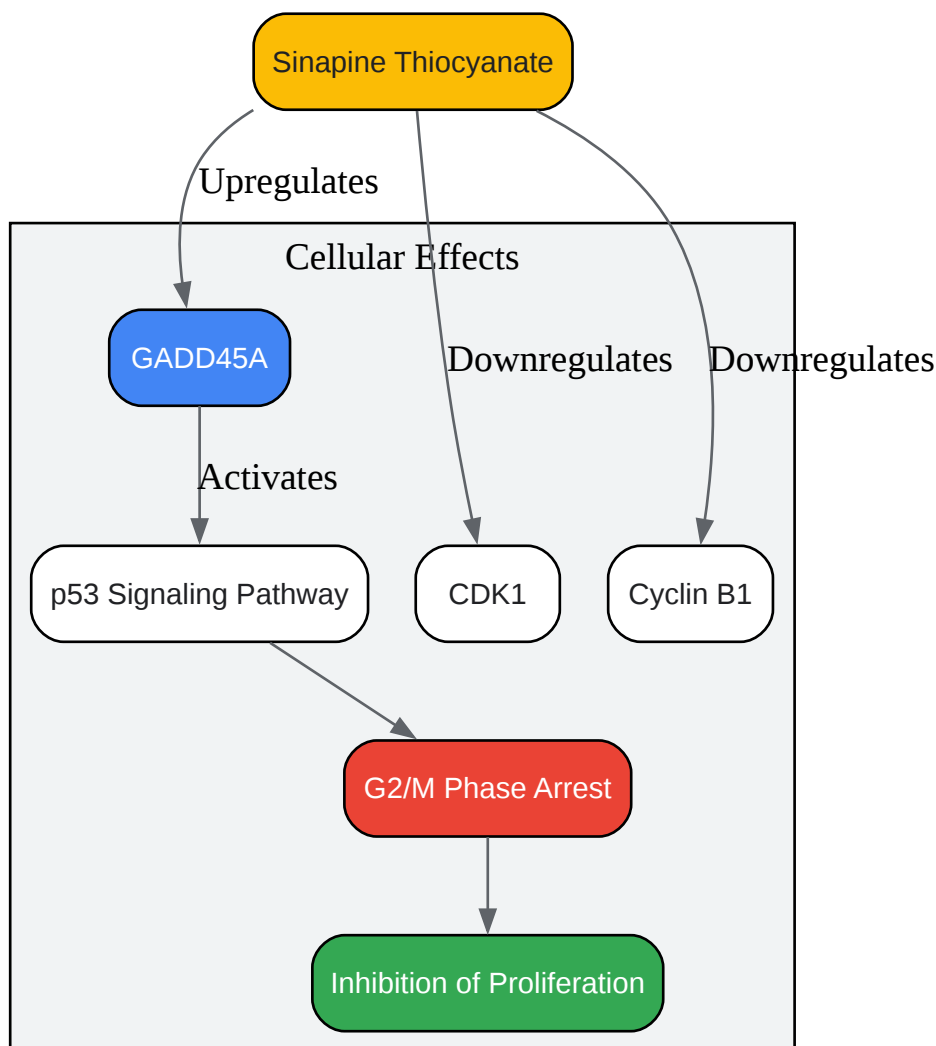 Sinapine Thiocyanate
Upregulates
Cellular Effects
GADD45A
Downregulates
Downregulates
Activates
p53 Signaling Pathway
CDK1
Cyclin B1
G2/M Phase Arrest
Inhibition of Proliferation